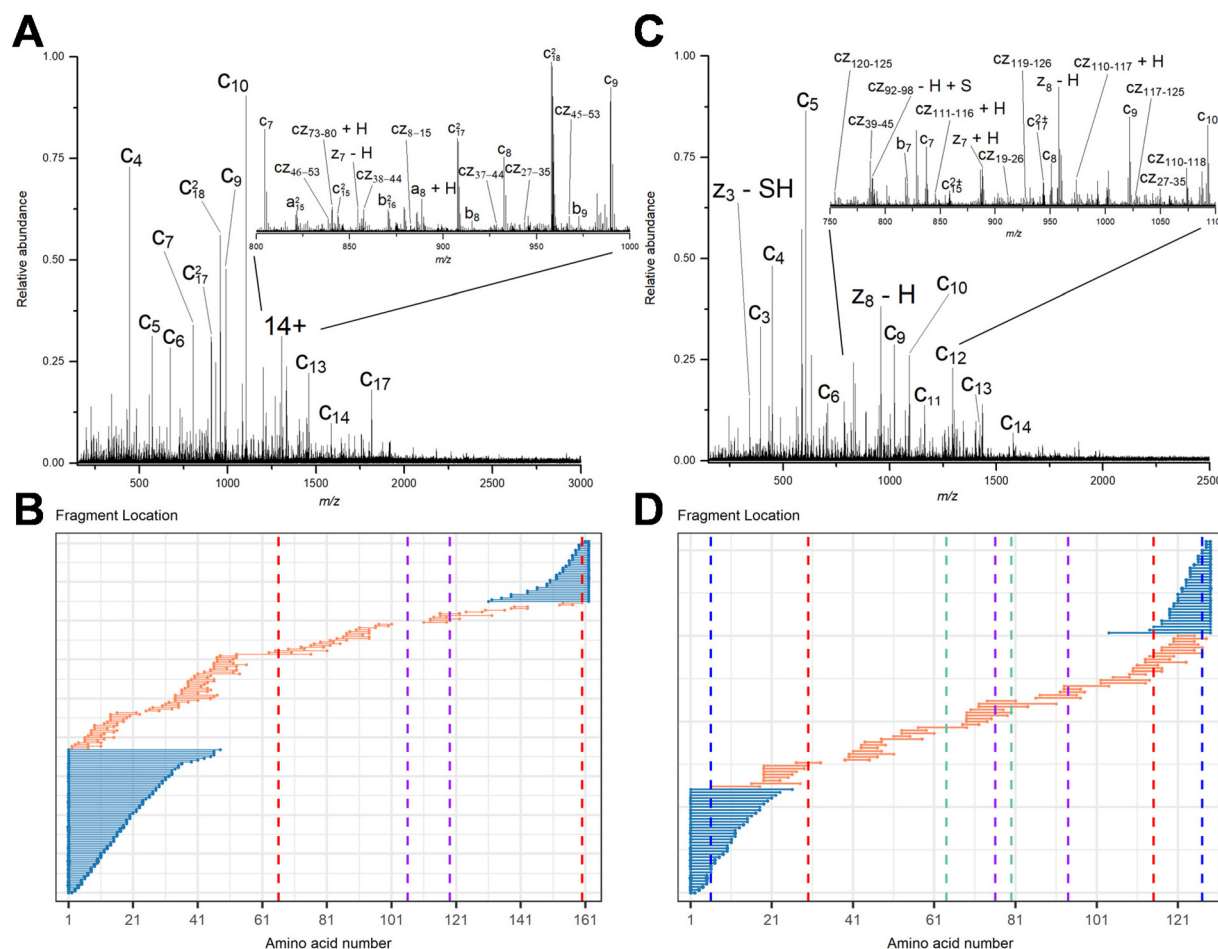 A
C
1.00
0.75
0.50
0.25
0.00
Relative abundance
C4
C5
C6
C7
C²17
C²18
C9
C10
14+
C13
C14
C17
500
1000
1500
2000
2500
3000
m/z
c7
a²15
cz46–53
cz73-80 + H
c²15
z7 - H
cz38–44
b²16
cz8–15
a8 + H
c²17
b8
cz37–44
c8
cz27–35
c²18
cz45–53
b9
c9
800
850
900
950
1000
m/z
1.00
0.75
0.50
0.25
0.00
Relative abundance
z3 - SH
C3
C4
C5
C6
z8 - H
C9
C10
C11
C12
C13
C14
500
1000
1500
2000
2500
m/z
cz120-125
cz39-45
cz92-98 - H + S
b7
c7
cz111-116 + H
c²⁺15
z7 + H
cz19-26
cz119-126
c²⁺17
c8
z8 - H
cz110-117 + H
c9
cz117-125
cz27-35
cz110-118
c10
750
800
850
900
950
1000
1050
m/z
B
Fragment Location
1
21
41
61
81
101
121
141
161
Amino acid number
D
Fragment Location
1
21
41
61
81
101
121
Amino acid number